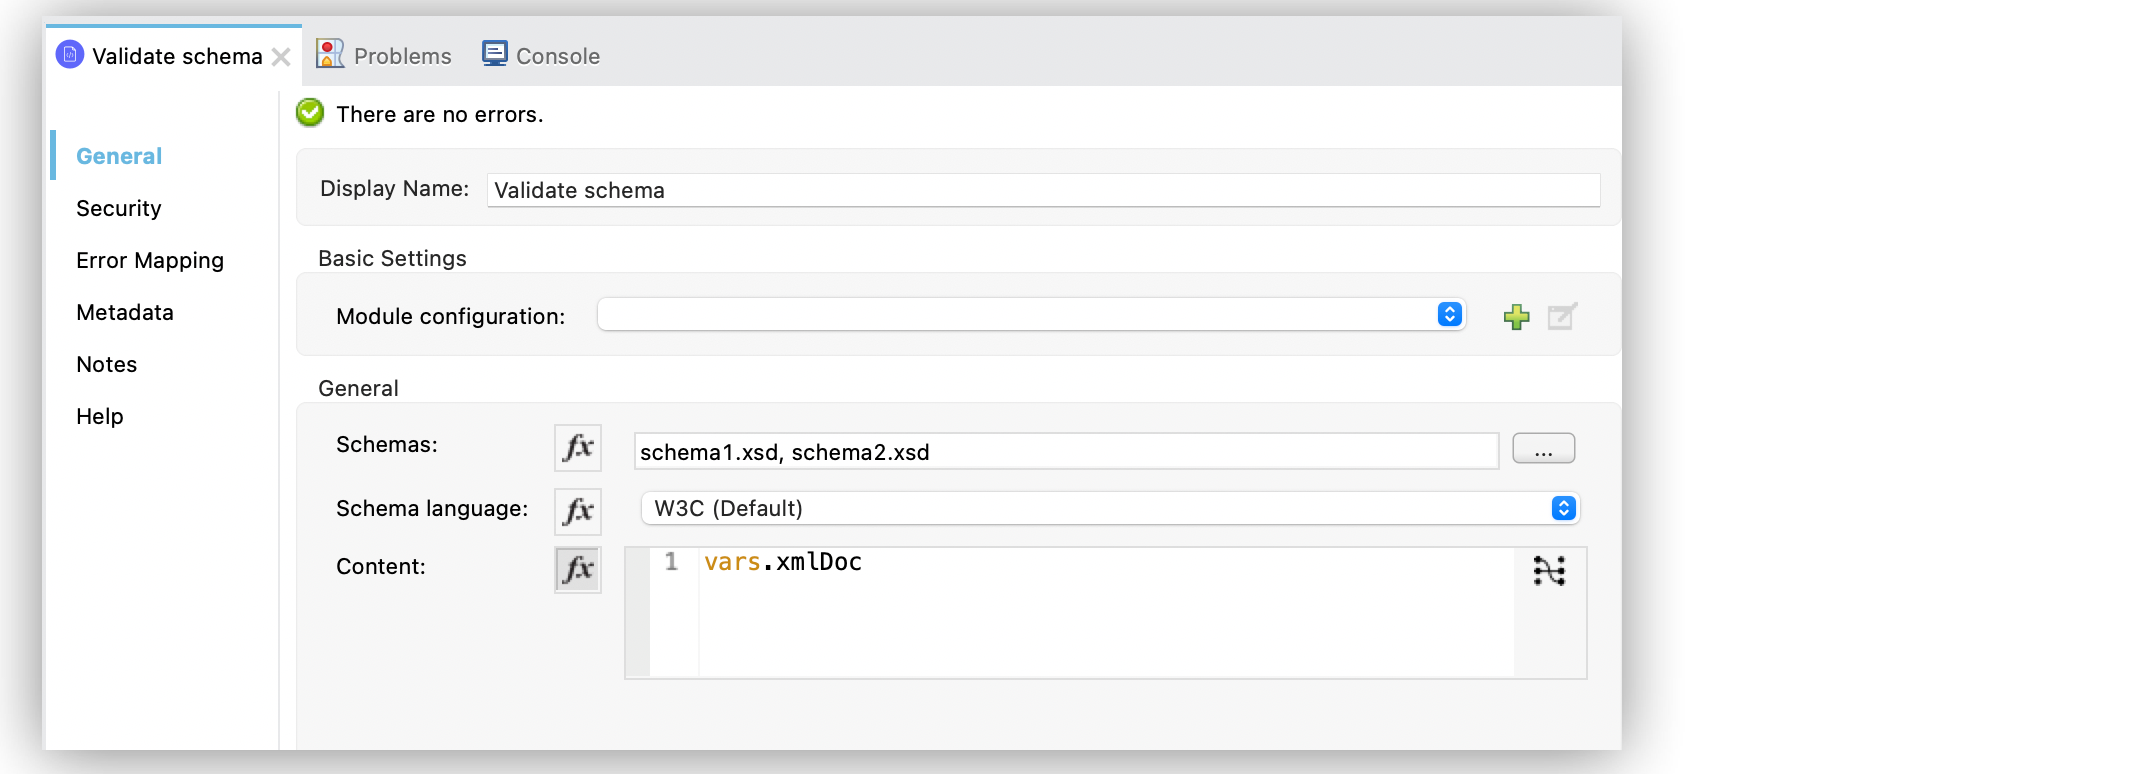 Validate schema
Problems
Console
There are no errors.
General
Security
Error Mapping
Metadata
Notes
Help
Display Name: Validate schema
Basic Settings
Module configuration:
General
Schemas: fx schema1.xsd, schema2.xsd ...
Schema language: fx W3C (Default)
Content: fx 1 vars.xmlDoc